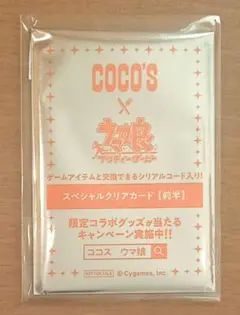 COCO'S
×
ウマ娘
プリティーダービー
ゲームアイテムと交換できるシリアルコード入り!
スペシャルクリアカード【前半】
限定コラボグッズが当たる
キャンペーン実施中!!
ココス ウマ娘
© Cygames, Inc.